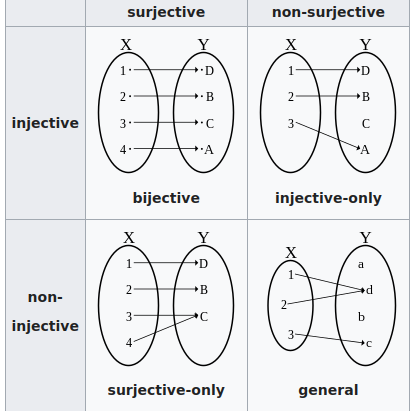 surjective non-surjective
injective
X Y
1 D
2 B
3 C
4 A
bijective
X Y
1 D
2 B
3 C
A
injective-only
non-
injective
X Y
1 D
2 B
3 C
4
surjective-only
X Y
a
1
d
2
b
3
c
general